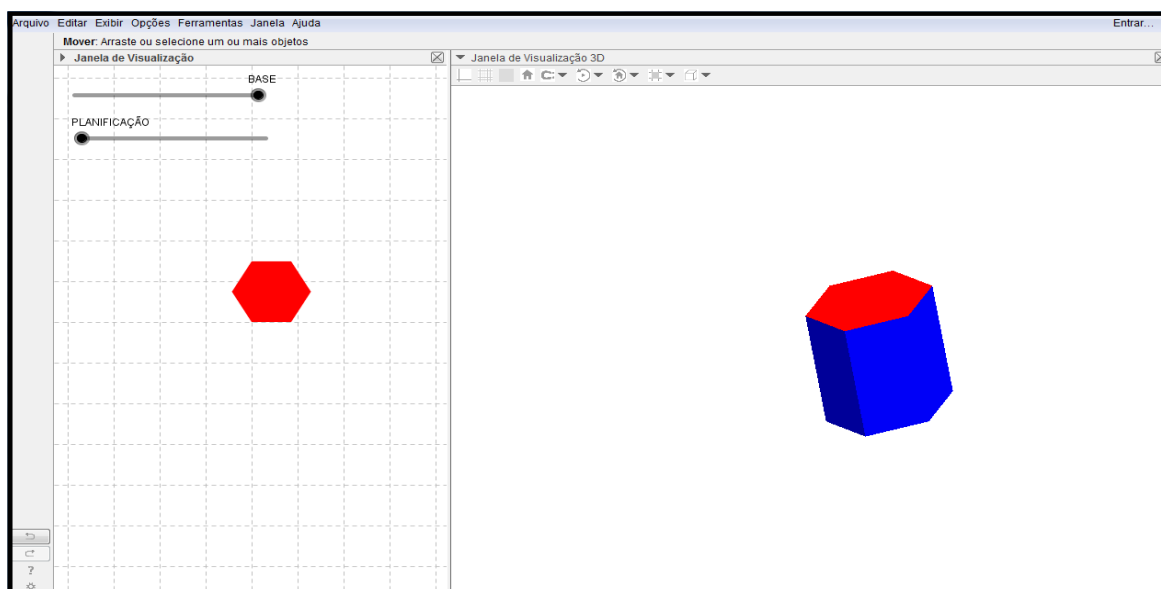 Arquivo Editar Exibir Opções Ferramentas Janela Ajuda Entrar...
Mover: Arraste ou selecione um ou mais objetos
Janela de Visualização
Janela de Visualização 3D
BASE
PLANIFICAÇÃO
?